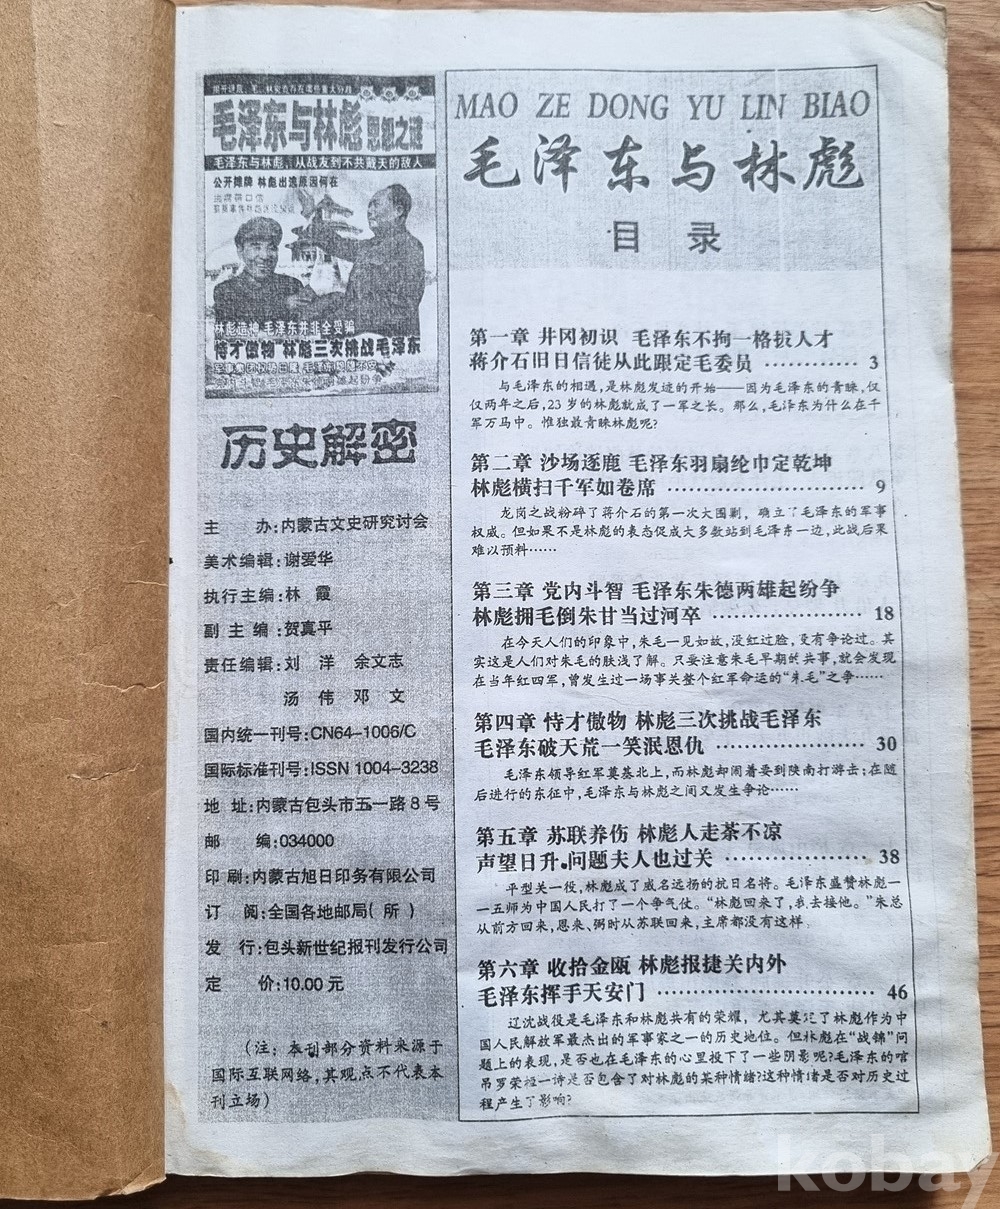 毛泽东与林彪 恩怨之谜
毛泽东与林彪，从战友到不共戴天的敌人
公开摊牌 林彪出逃原因何在
林彪造神 毛泽东并非全受骗
恃才傲物 林彪三次挑战毛泽东
历史解密
主 办:内蒙古文史研究讨会
美术编辑:谢爱华
执行主编:林 霞
副 主 编:贺真平
责任编辑:刘 洋 余文志
汤 伟 邓 文
国内统一刊号:CN64-1006/C
国际标准刊号:ISSN 1004-3238
地 址:内蒙古包头市五一路8号
邮 编:034000
印 刷:内蒙古旭日印务有限公司
订 阅:全国各地邮局(所)
发 行:包头新世纪报刊发行公司
定 价:10.00元
(注：本刊部分资料来源于
国际互联网络,其观点不代表本
刊立场)
MAO ZE DONG YU LIN BIAO
毛泽东与林彪
目 录
第一章 井冈初识 毛泽东不拘一格拔人才
蒋介石旧日信徒从此跟定毛委员 ………… 3
与毛泽东的相遇,是林彪发迹的开始——因为毛泽东的青睐,仅
仅两年之后,23岁的林彪就成了一军之长。那么,毛泽东为什么在千
军万马中。惟独最青睐林彪呢?
第二章 沙场逐鹿 毛泽东羽扇纶巾定乾坤
林彪横扫千军如卷席 ………………………… 9
龙岗之战粉碎了蒋介石的第一次大围剿，确立了毛泽东的军事
权威。但如果不是林彪的表态促成大多数站到毛泽东一边,此战后果
难以预料……
第三章 党内斗智 毛泽东朱德两雄起纷争
林彪拥毛倒朱甘当过河卒 ………………… 18
在今天人们的印象中,朱毛一见如故,没红过脸,没有争论过。其
实这是人们对朱毛的肤浅了解。只要注意朱毛早期的共事,就会发现
在当年红四军,曾发生过一场事关整个红军命运的“朱毛”之争……
第四章 恃才傲物 林彪三次挑战毛泽东
毛泽东破天荒一笑泯恩仇 ………………… 30
毛泽东领导红军奠基北上,而林彪却闹着要到陕南打游击;在随
后进行的东征中,毛泽东与林彪之间又发生争论……
第五章 苏联养伤 林彪人走茶不凉
声望日升.问题夫人也过关 ………………… 38
平型关一役,林彪成了威名远扬的抗日名将。毛泽东盛赞林彪一
一五师为中国人民打了一个争气仗。“林彪回来了,我去接他。”朱总
从前方回来,恩来、弼时从苏联回来,主席都没有这样
第六章 收拾金瓯 林彪报捷关内外
毛泽东挥手天安门 ………………………… 46
辽沈战役是毛泽东和林彪共有的荣耀，尤其奠定了林彪作为中
国人民解放军最杰出的军事家之一的历史地位。但林彪在“战锦”问
题上的表现,是否也在毛泽东的心里投下了一些阴影呢?毛泽东的悼
吊罗荣桓一诗是否包含了对林彪的某种情绪?这种情绪是否对历史过
程产生了影响?
kobay